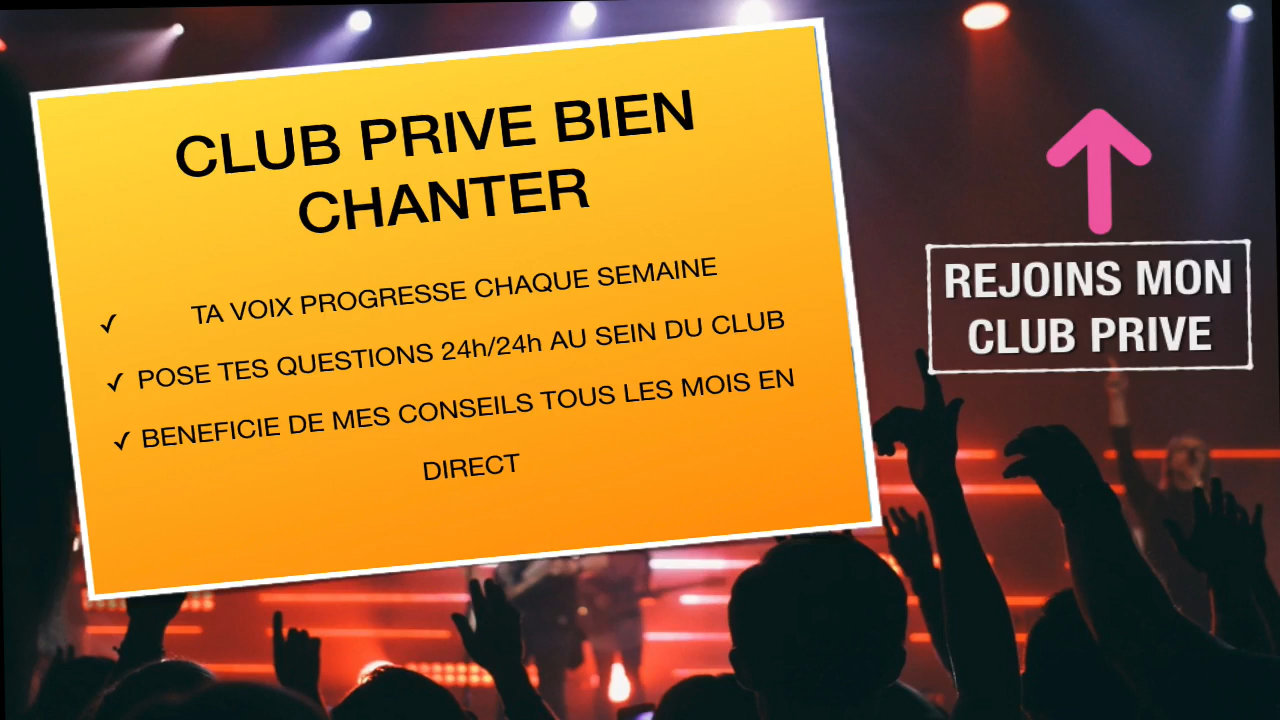 CLUB PRIVE BIEN
CHANTER
✓ TA VOIX PROGRESSE CHAQUE SEMAINE
✓ POSE TES QUESTIONS 24h/24h AU SEIN DU CLUB
✓ BENEFICIE DE MES CONSEILS TOUS LES MOIS EN
DIRECT
REJOINS MON
CLUB PRIVE